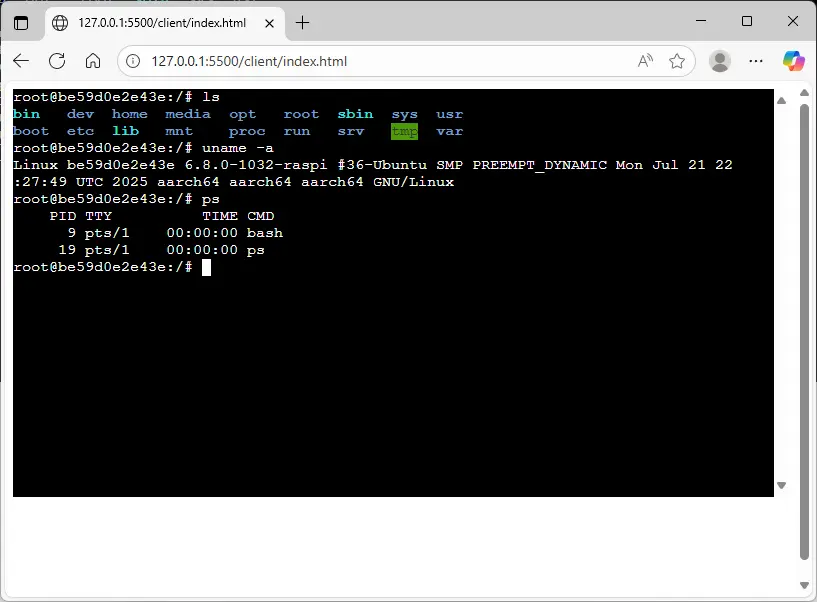 127.0.0.1:5500/client/index.html
127.0.0.1:5500/client/index.html
root@be59d0e2e43e:/# ls
bin   dev  home  media  opt   root  sbin  sys  usr
boot  etc  lib   mnt    proc  run   srv   tmp  var
root@be59d0e2e43e:/# uname -a
Linux be59d0e2e43e 6.8.0-1032-raspi #36-Ubuntu SMP PREEMPT_DYNAMIC Mon Jul 21 22
:27:49 UTC 2025 aarch64 aarch64 aarch64 GNU/Linux
root@be59d0e2e43e:/# ps
    PID TTY          TIME CMD
      9 pts/1    00:00:00 bash
     19 pts/1    00:00:00 ps
root@be59d0e2e43e:/#